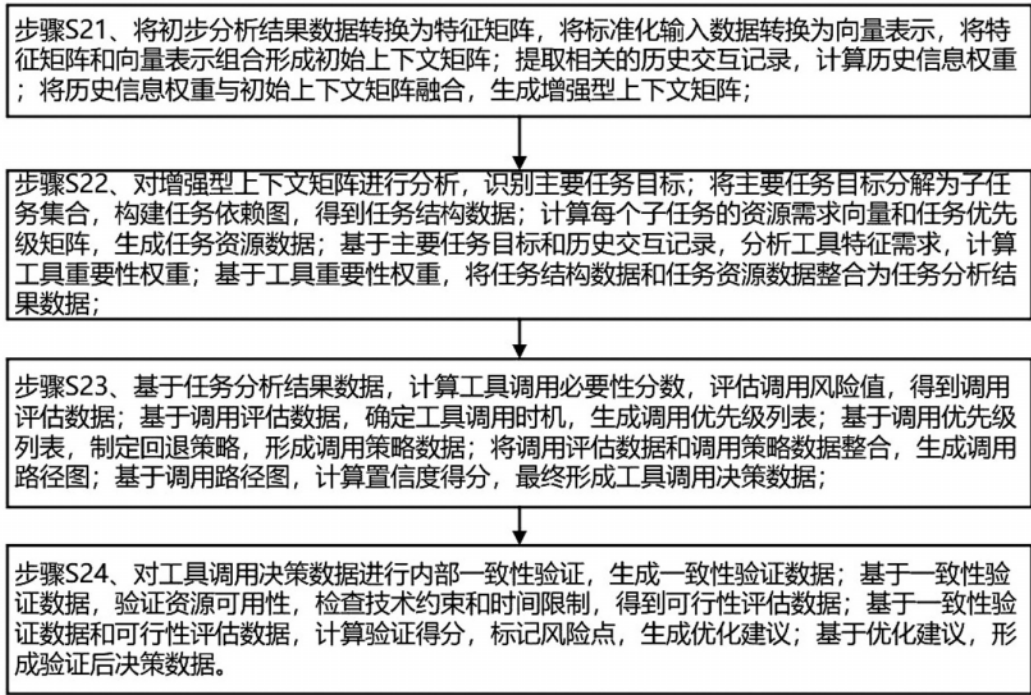 步骤S21、将初步分析结果数据转换为特征矩阵，将标准化输入数据转换为向量表示，将特
征矩阵和向量表示组合形成初始上下文矩阵；提取相关的历史交互记录，计算历史信息权重
；将历史信息权重与初始上下文矩阵融合，生成增强型上下文矩阵；
步骤S22、对增强型上下文矩阵进行分析，识别主要任务目标；将主要任务目标分解为子任
务集合，构建任务依赖图，得到任务结构数据；计算每个子任务的资源需求向量和任务优先
级矩阵，生成任务资源数据；基于主要任务目标和历史交互记录，分析工具特征需求，计算
工具重要性权重；基于工具重要性权重，将任务结构数据和任务资源数据整合为任务分析结
果数据；
步骤S23、基于任务分析结果数据，计算工具调用必要性分数，评估调用风险值，得到调用
评估数据；基于调用评估数据，确定工具调用时机，生成调用优先级列表；基于调用优先级
列表，制定回退策略，形成调用策略数据；将调用评估数据和调用策略数据整合，生成调用
路径图；基于调用路径图，计算置信度得分，最终形成工具调用决策数据；
步骤S24、对工具调用决策数据进行内部一致性验证，生成一致性验证数据；基于一致性验
证数据，验证资源可用性，检查技术约束和时间限制，得到可行性评估数据；基于一致性验
证数据和可行性评估数据，计算验证得分，标记风险点，生成优化建议；基于优化建议，形
成验证后决策数据。